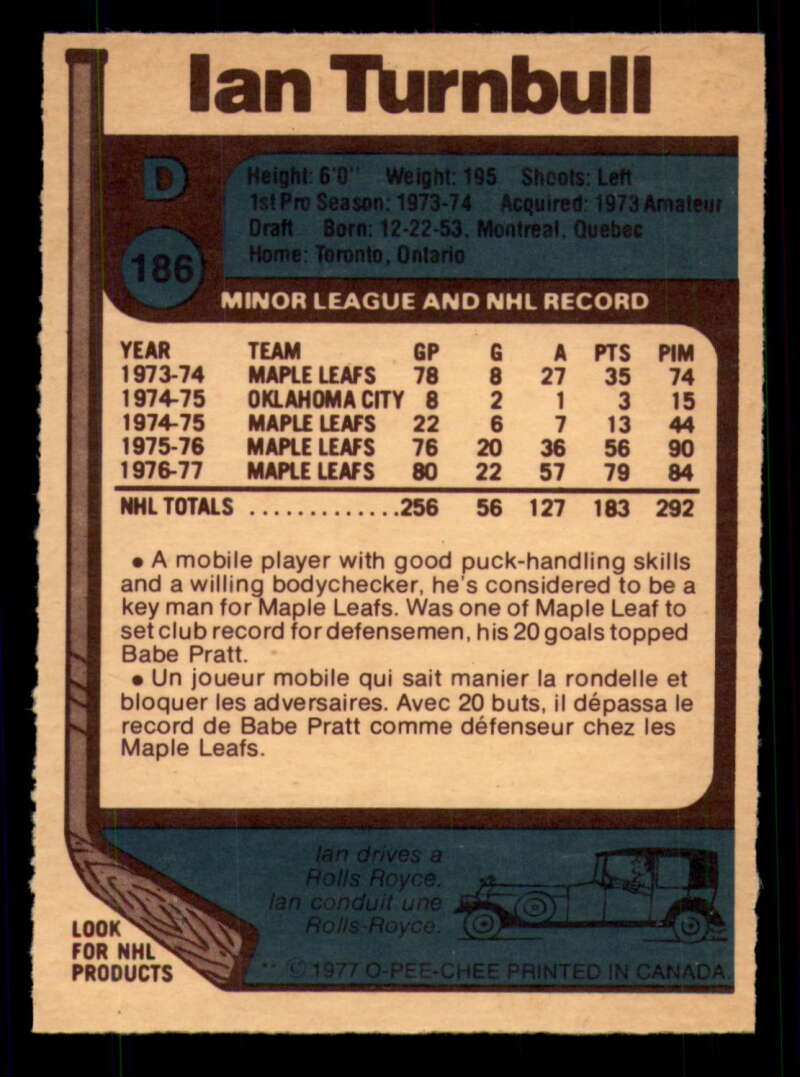 Ian Turnbull
D
186
Height: 6'0" Weight: 195 Shoots: Left
1st Pro Season: 1973-74 Acquired: 1973 Amateur
Draft Born: 12-22-53, Montreal, Quebec
Home: Toronto, Ontario
MINOR LEAGUE AND NHL RECORD
YEAR TEAM GP G A PTS PIM
1973-74 MAPLE LEAFS 78 8 27 35 74
1974-75 OKLAHOMA CITY 8 2 1 3 15
1974-75 MAPLE LEAFS 22 6 7 13 44
1975-76 MAPLE LEAFS 76 20 36 56 90
1976-77 MAPLE LEAFS 80 22 57 79 84
NHL TOTALS .............256 56 127 183 292
• A mobile player with good puck-handling skills
and a willing bodychecker, he's considered to be a
key man for Maple Leafs. Was one of Maple Leaf to
set club record for defensemen, his 20 goals topped
Babe Pratt.
• Un joueur mobile qui sait manier la rondelle et
bloquer les adversaires. Avec 20 buts, il dépassa le
record de Babe Pratt comme défenseur chez les
Maple Leafs.
Ian drives a
Rolls Royce.
Ian conduit une
Rolls-Royce.
LOOK
FOR NHL
PRODUCTS
** © 1977 O-PEE-CHEE PRINTED IN CANADA.